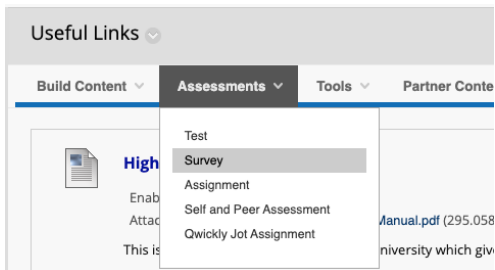 Useful Links
Build Content Assessments Tools Partner Conte
Test
Survey
Assignment
Self and Peer Assessment
Qwickly Jot Assignment
High
Enab
Attac Manual.pdf (295.058
This is niversity which giv